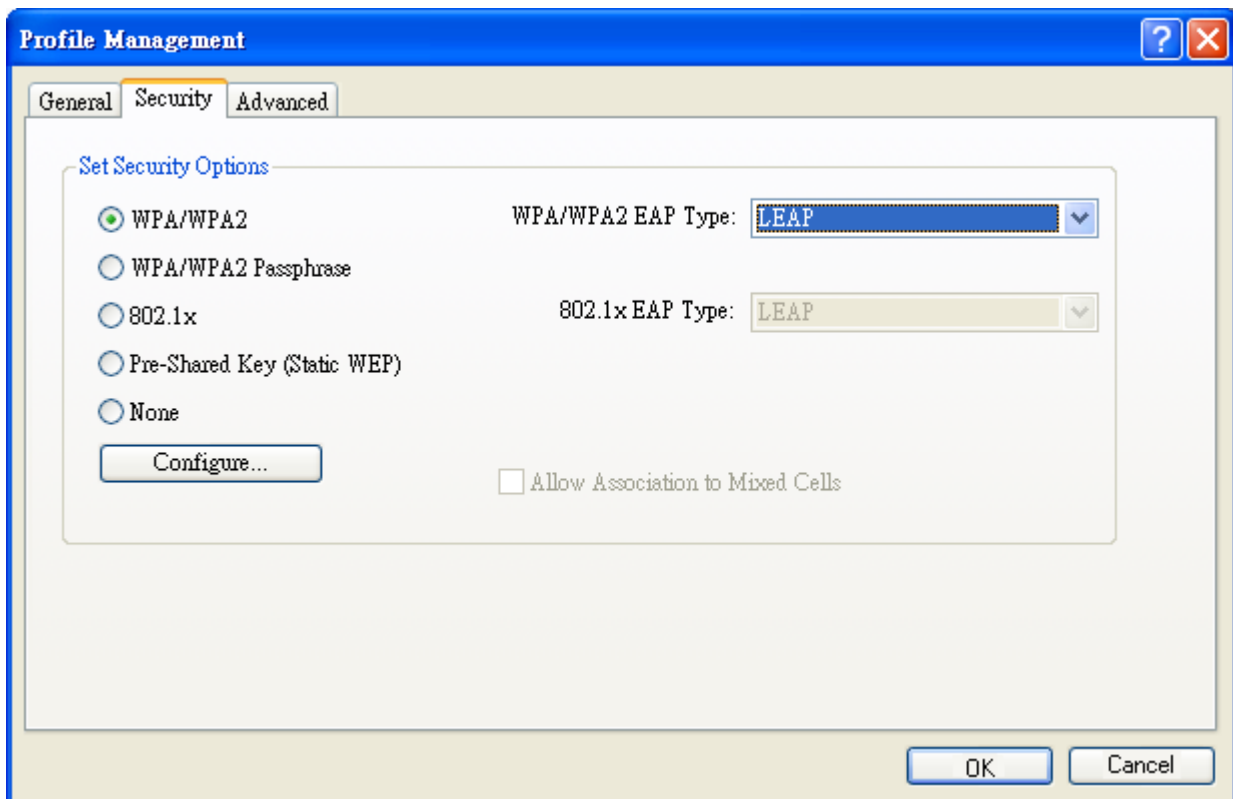 Profile Management
General Security Advanced
Set Security Options
WPA/WPA2 WPA/WPA2 EAP Type: LEAP
WPA/WPA2 Passphrase
802.1x 802.1x EAP Type: LEAP
Pre-Shared Key (Static WEP)
None
Configure...
Allow Association to Mixed Cells
OK Cancel